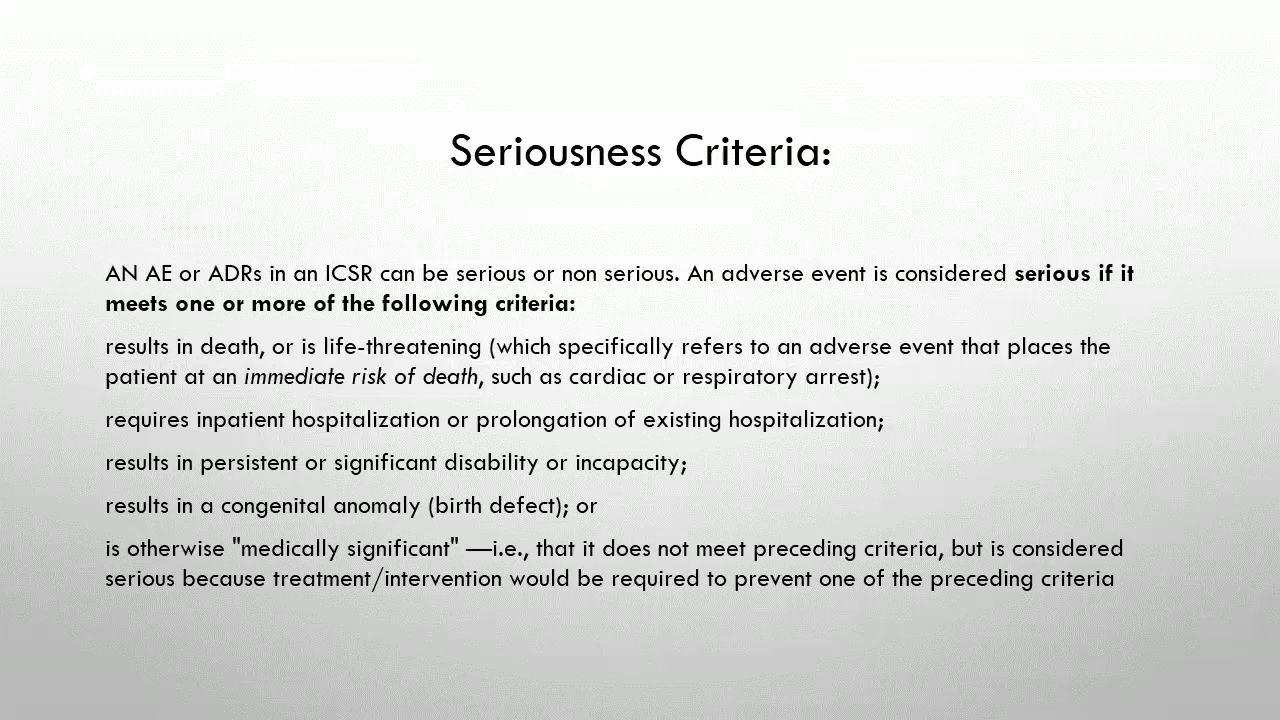 Seriousness Criteria:
AN AE or ADRs in an ICSR can be serious or non serious. An adverse event is considered serious if it
meets one or more of the following criteria:
results in death, or is life-threatening (which specifically refers to an adverse event that places the
patient at an immediate risk of death, such as cardiac or respiratory arrest);
requires inpatient hospitalization or prolongation of existing hospitalization;
results in persistent or significant disability or incapacity;
results in a congenital anomaly (birth defect); or
is otherwise "medically significant" —i.e., that it does not meet preceding criteria, but is considered
serious because treatment/intervention would be required to prevent one of the preceding criteria